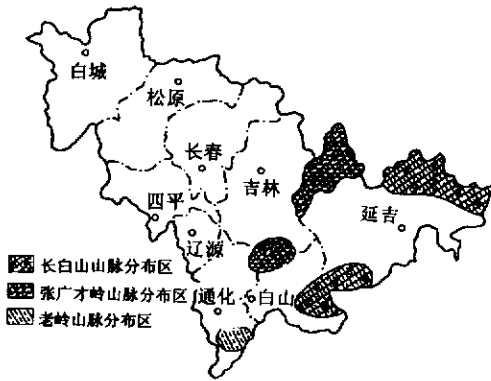 白城
松原
长春
吉林
四平
延吉
辽源
长白山山脉分布区
张广才岭山脉分布区
通化
白山
老岭山脉分布区